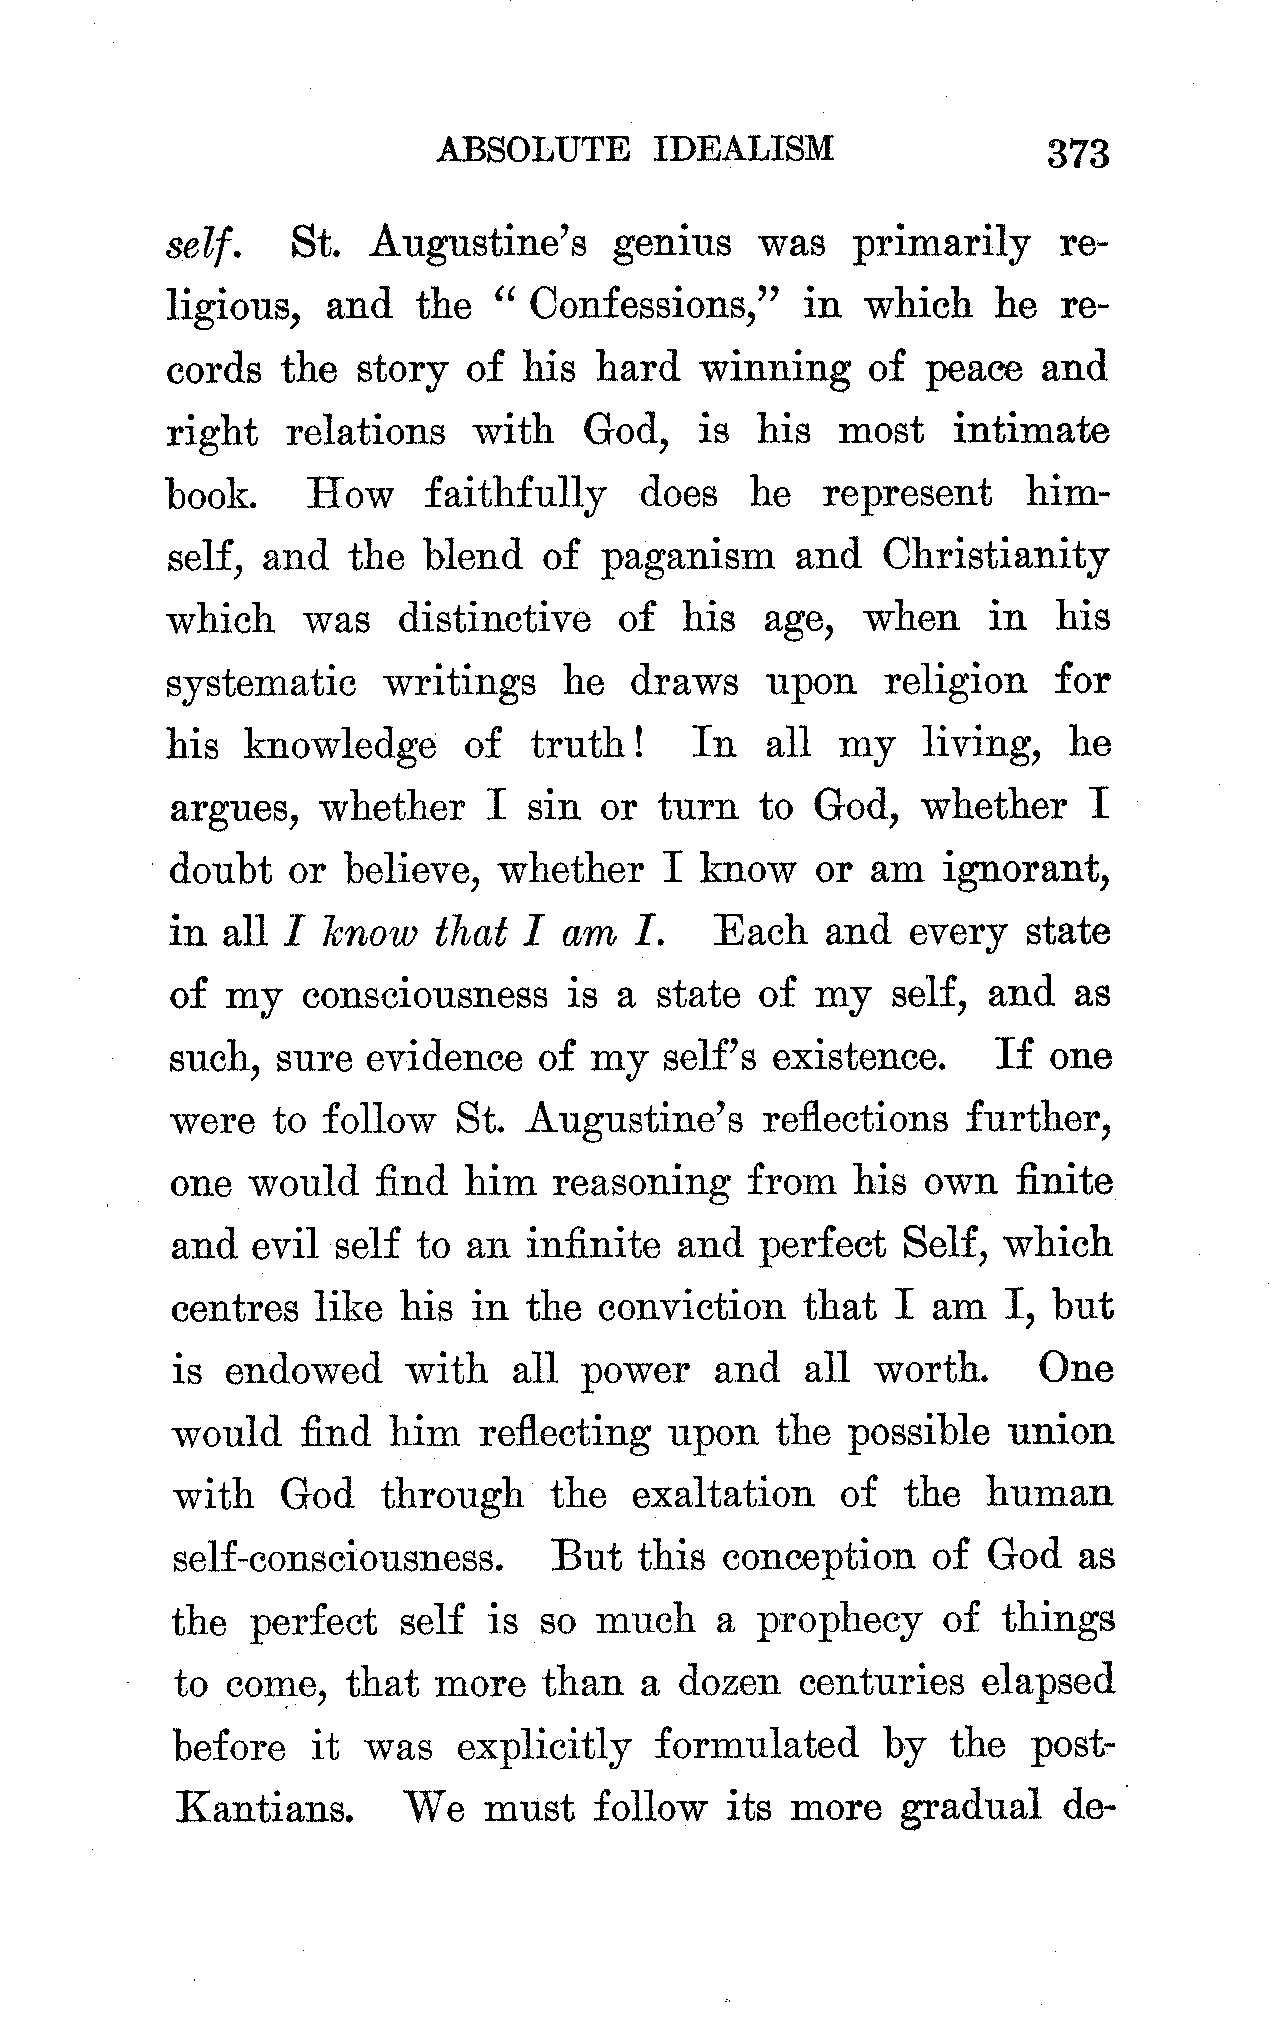 ABSOLUTE IDEALISM 373
self. St. Augustine's genius was primarily re-
ligious, and the " Confessions," in which he re-
cords the story of his hard winning of peace and
right relations with God, is his most intimate
book. How faithfully does he represent him-
self, and the blend of paganism and Christianity
which was distinctive of his age, when in his
systematic writings he draws upon religion for
his knowledge of truth! In all my living, he
argues, whether I sin or turn to God, whether I
doubt or believe, whether I know or am ignorant,
in all I know that I am I. Each and every state
of my consciousness is a state of my self, and as
such, sure evidence of my self's existence. If one
were to follow St. Augustine's reflections further,
one would find him reasoning from his own finite
and evil self to an infinite and perfect Self, which
centres like his in the conviction that I am I, but
is endowed with all power and all worth. One
would find him reflecting upon the possible union
with God through the exaltation of the human
self-consciousness. But this conception of God as
the perfect self is so much a prophecy of things
to come, that more than a dozen centuries elapsed
before it was explicitly formulated by the post-
Kantians. We must follow its more gradual de-